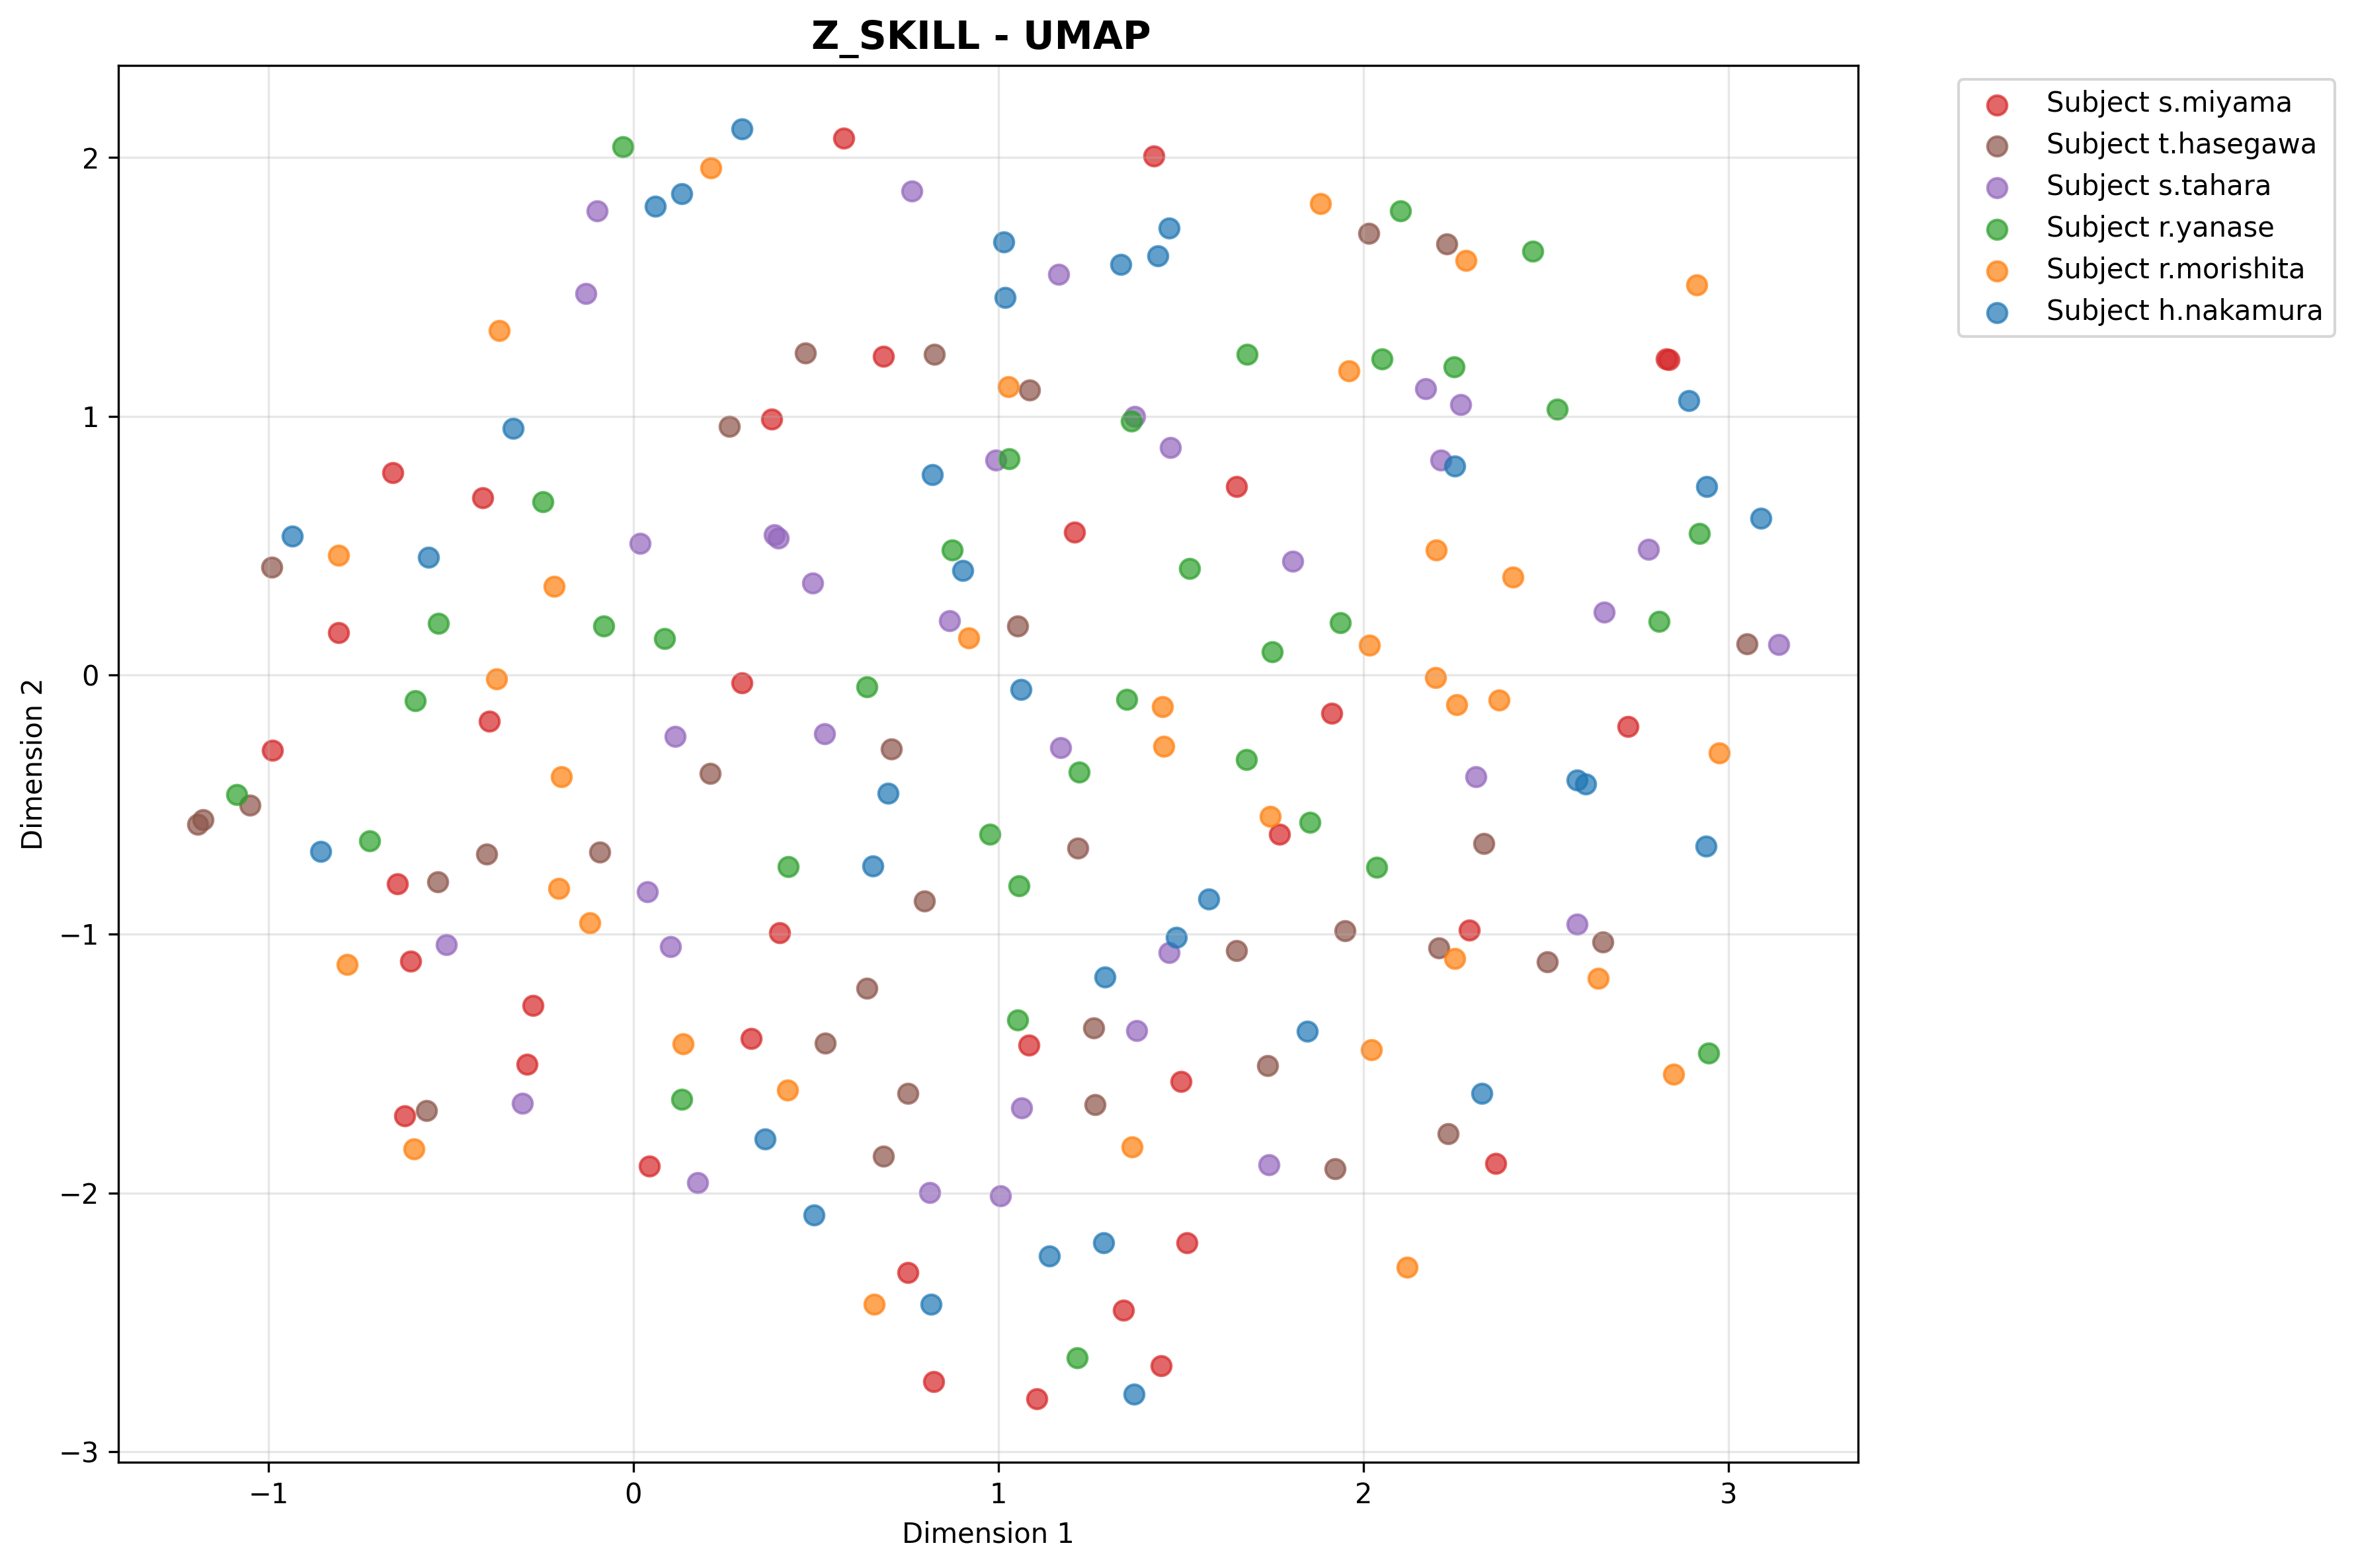 Z_SKILL - UMAP
Subject s.miyama
Subject t.hasegawa
Subject s.tahara
Subject r.yanase
Subject r.morishita
Subject h.nakamura
Dimension 2
2
1
0
−1
−2
−3
−1
0
1
2
3
Dimension 1